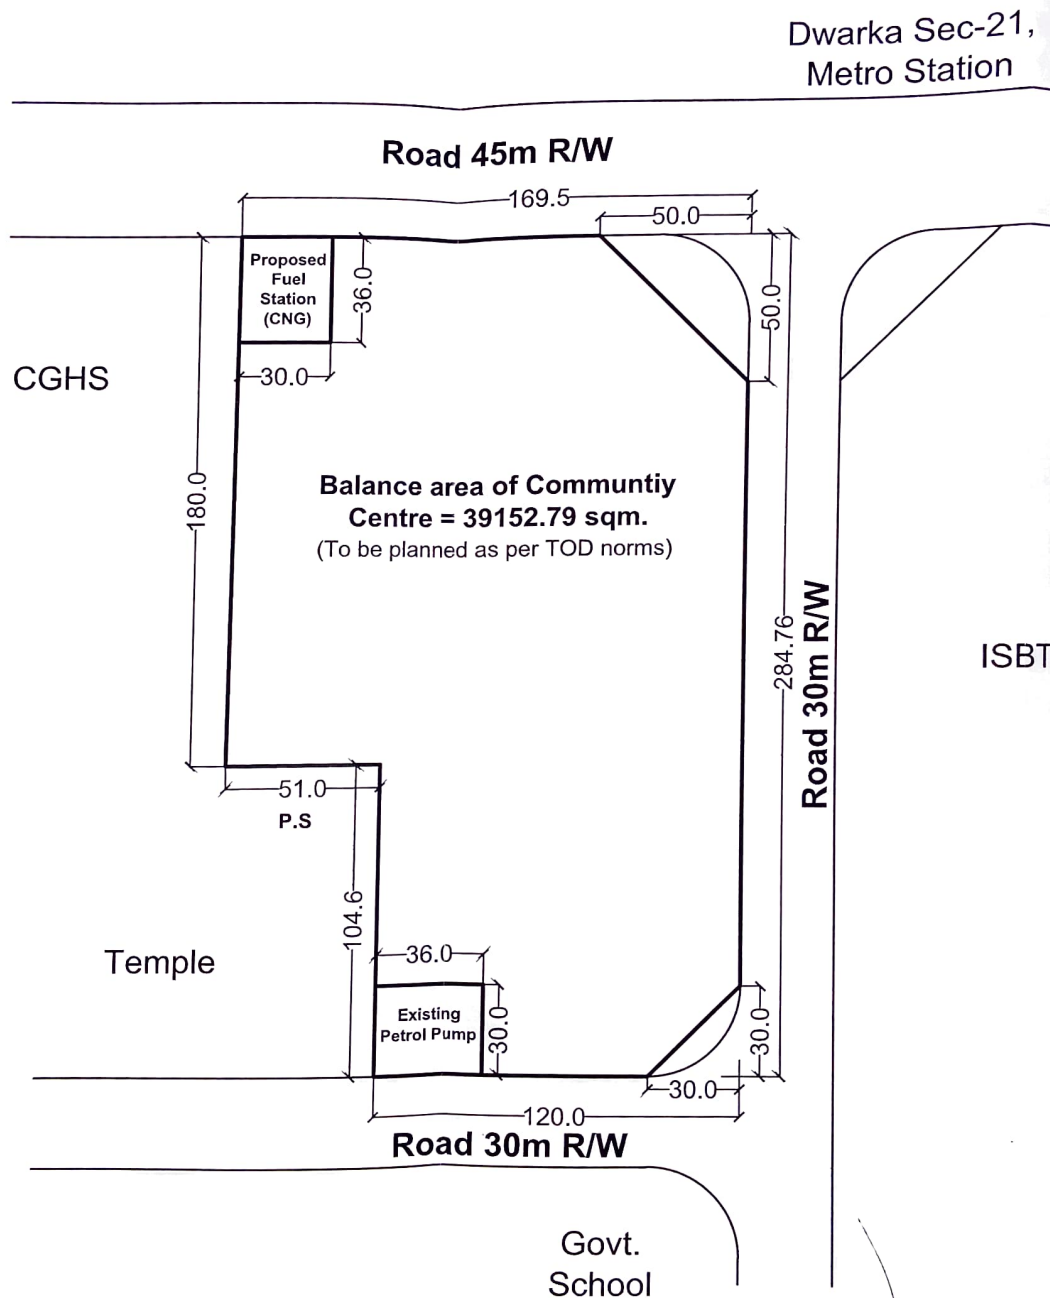 Dwarka Sec-21,
Metro Station
Road 45m R/W
169.5
50.0
Proposed
Fuel
Station
(CNG)
36.0
50.0
30.0
CGHS
180.0
Balance area of Communtiy
Centre = 39152.79 sqm.
(To be planned as per TOD norms)
284.76
Road 30m R/W
ISBT
51.0
P.S
104.6
Temple
36.0
Existing
Petrol Pump
30.0
30.0
30.0
120.0
Road 30m R/W
Govt.
School